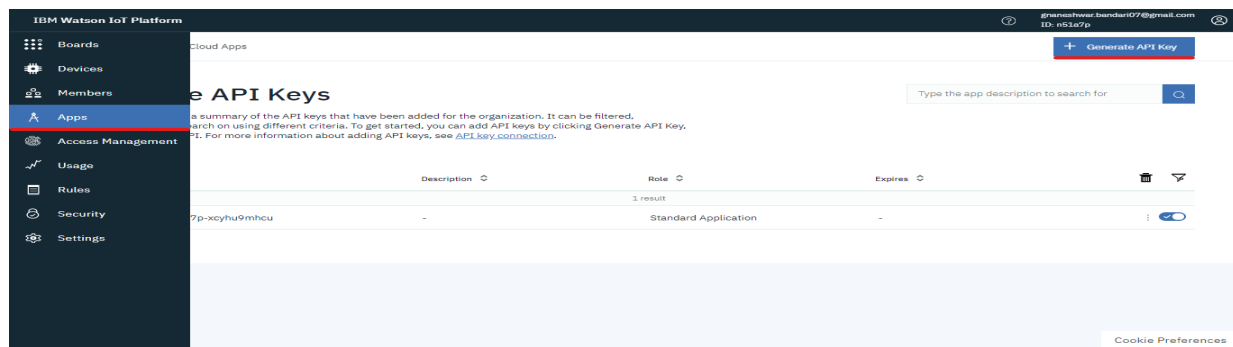 IBM Watson IoT Platform
gnaneshwar.bandari07@gmail.com
ID: n51a7p
Boards
Cloud Apps
Generate API Key
Devices
Members
e API Keys
Type the app description to search for
Apps
a summary of the API keys that have been added for the organization. It can be filtered,
earch on using different criteria. To get started, you can add API keys by clicking Generate API Key,
PI. For more information about adding API keys, see API key connection.
Access Management
Usage
Description
Role
Expires
Rules
1 result
Security
7p-xcyhu9mhcu
-
Standard Application
-
Settings
Cookie Preferences